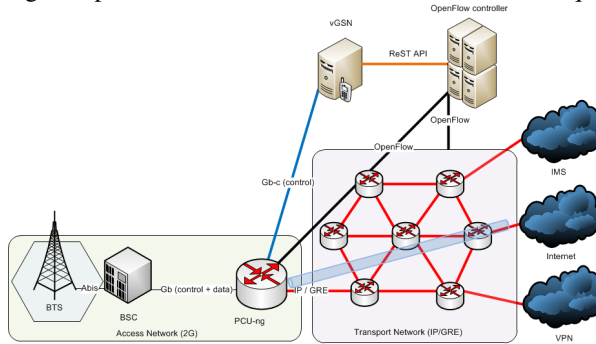 OpenFlow controller
vGSN
ReST API
OpenFlow
OpenFlow
IMS
Gb-c (control)
Internet
Abis
Gb (control + data)
IP / GRE
BTS
BSC
PCU-ng
Access Network (2G)
Transport Network (IP/GRE)
VPN